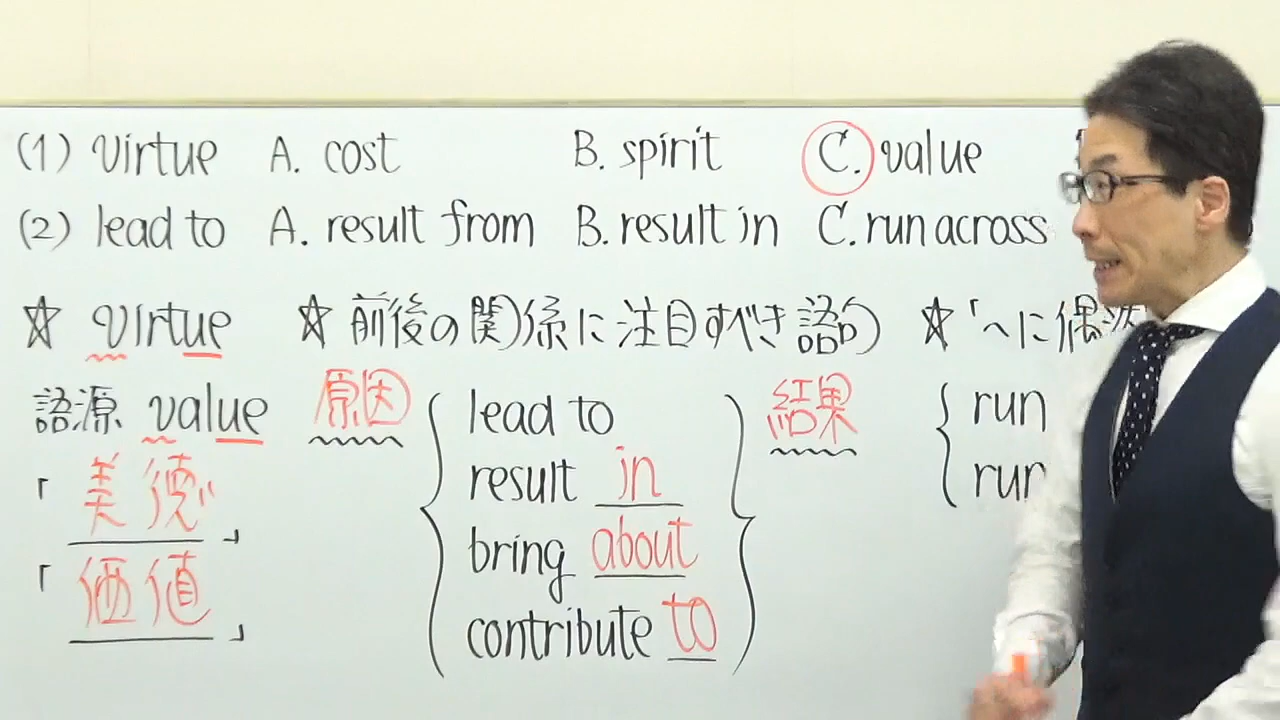 (1) virtue A. cost B. spirit C. value
(2) lead to A. result from B. result in C. run across
☆ virtue ☆ 前後の関係に注目すべき語句 ☆「〜に偶然
語源 value 原因 lead to 結果 run
「美徳」 result in run
bring about
「価値」
contribute to